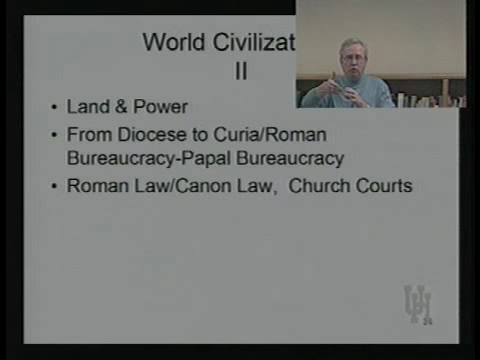 World Civilizat
II
• Land & Power
• From Diocese to Curia/Roman
Bureaucracy-Papal Bureaucracy
• Roman Law/Canon Law, Church Courts
UH